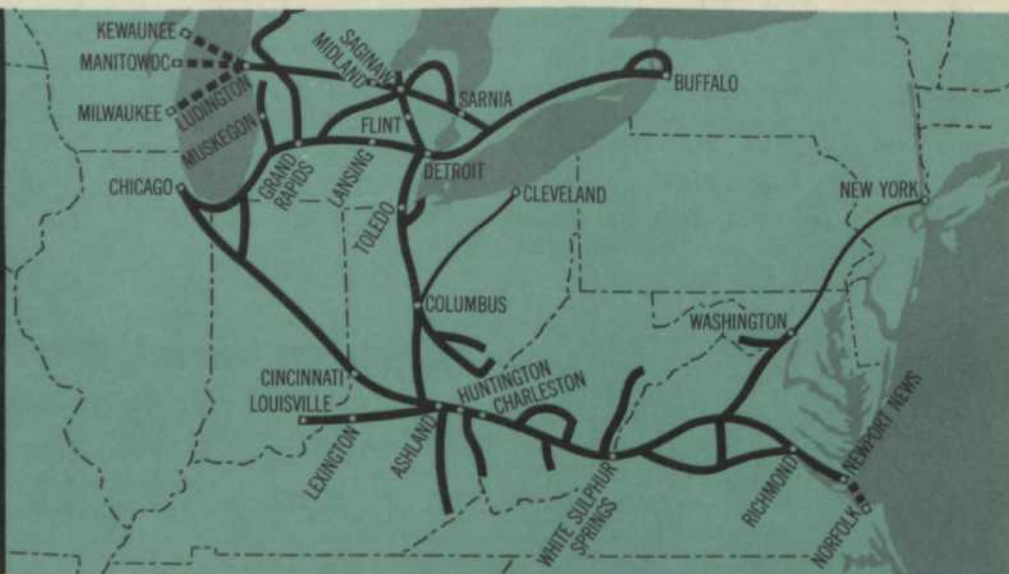 KEWAUNEE
MANITOWOC
MILWAUKEE
LUDINGTON
MUSKEGON
SAGINAW
MIDLAND
SARNIA
BUFFALO
FLINT
GRAND
RAPIDS
LANSING
DETROIT
CHICAGO
TOLEDO
CLEVELAND
NEW YORK
COLUMBUS
WASHINGTON
CINCINNATI
LOUISVILLE
HUNTINGTON
CHARLESTON
LEXINGTON
ASHLAND
WHITE SULPHUR
SPRINGS
RICHMOND
NEWPORT NEWS
NORFOLK